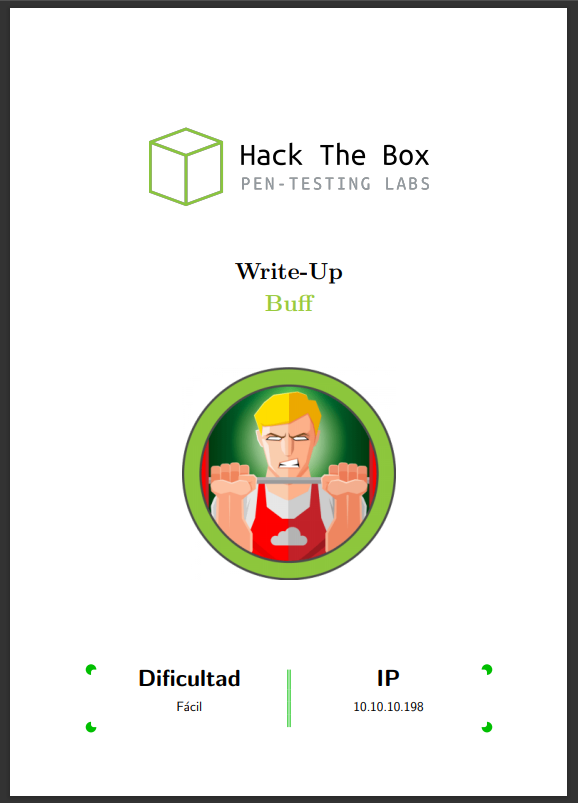 Hack The Box
PEN-TESTING LABS
Write-Up
Buff
Dificultad
Fácil
IP
10.10.10.198